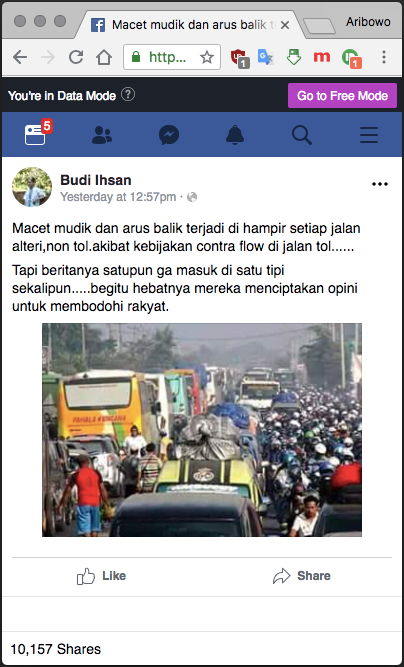 Macet mudik dan arus balik t
Aribowo
http...
1
m
1
You're in Data Mode ?
Go to Free Mode
5
Budi Ihsan
Yesterday at 12:57pm ·
Macet mudik dan arus balik terjadi di hampir setiap jalan
alteri,non tol.akibat kebijakan contra flow di jalan tol......
Tapi beritanya satupun ga masuk di satu tipi
sekalipun.....begitu hebatnya mereka menciptakan opini
untuk membodohi rakyat.
PAHALA KENCANA
Like
Share
10,157 Shares